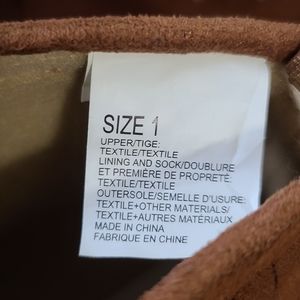 SIZE 1
UPPER/TIGE:
TEXTILE/TEXTILE
LINING AND SOCK/DOUBLURE
ET PREMIÈRE DE PROPRETÉ
TEXTILE/TEXTILE
OUTERSOLE/SEMELLE D'USURE:
TEXTILE+OTHER MATERIALS/
TEXTILE+AUTRES MATÉRIAUX
MADE IN CHINA
FABRIQUE EN CHINE